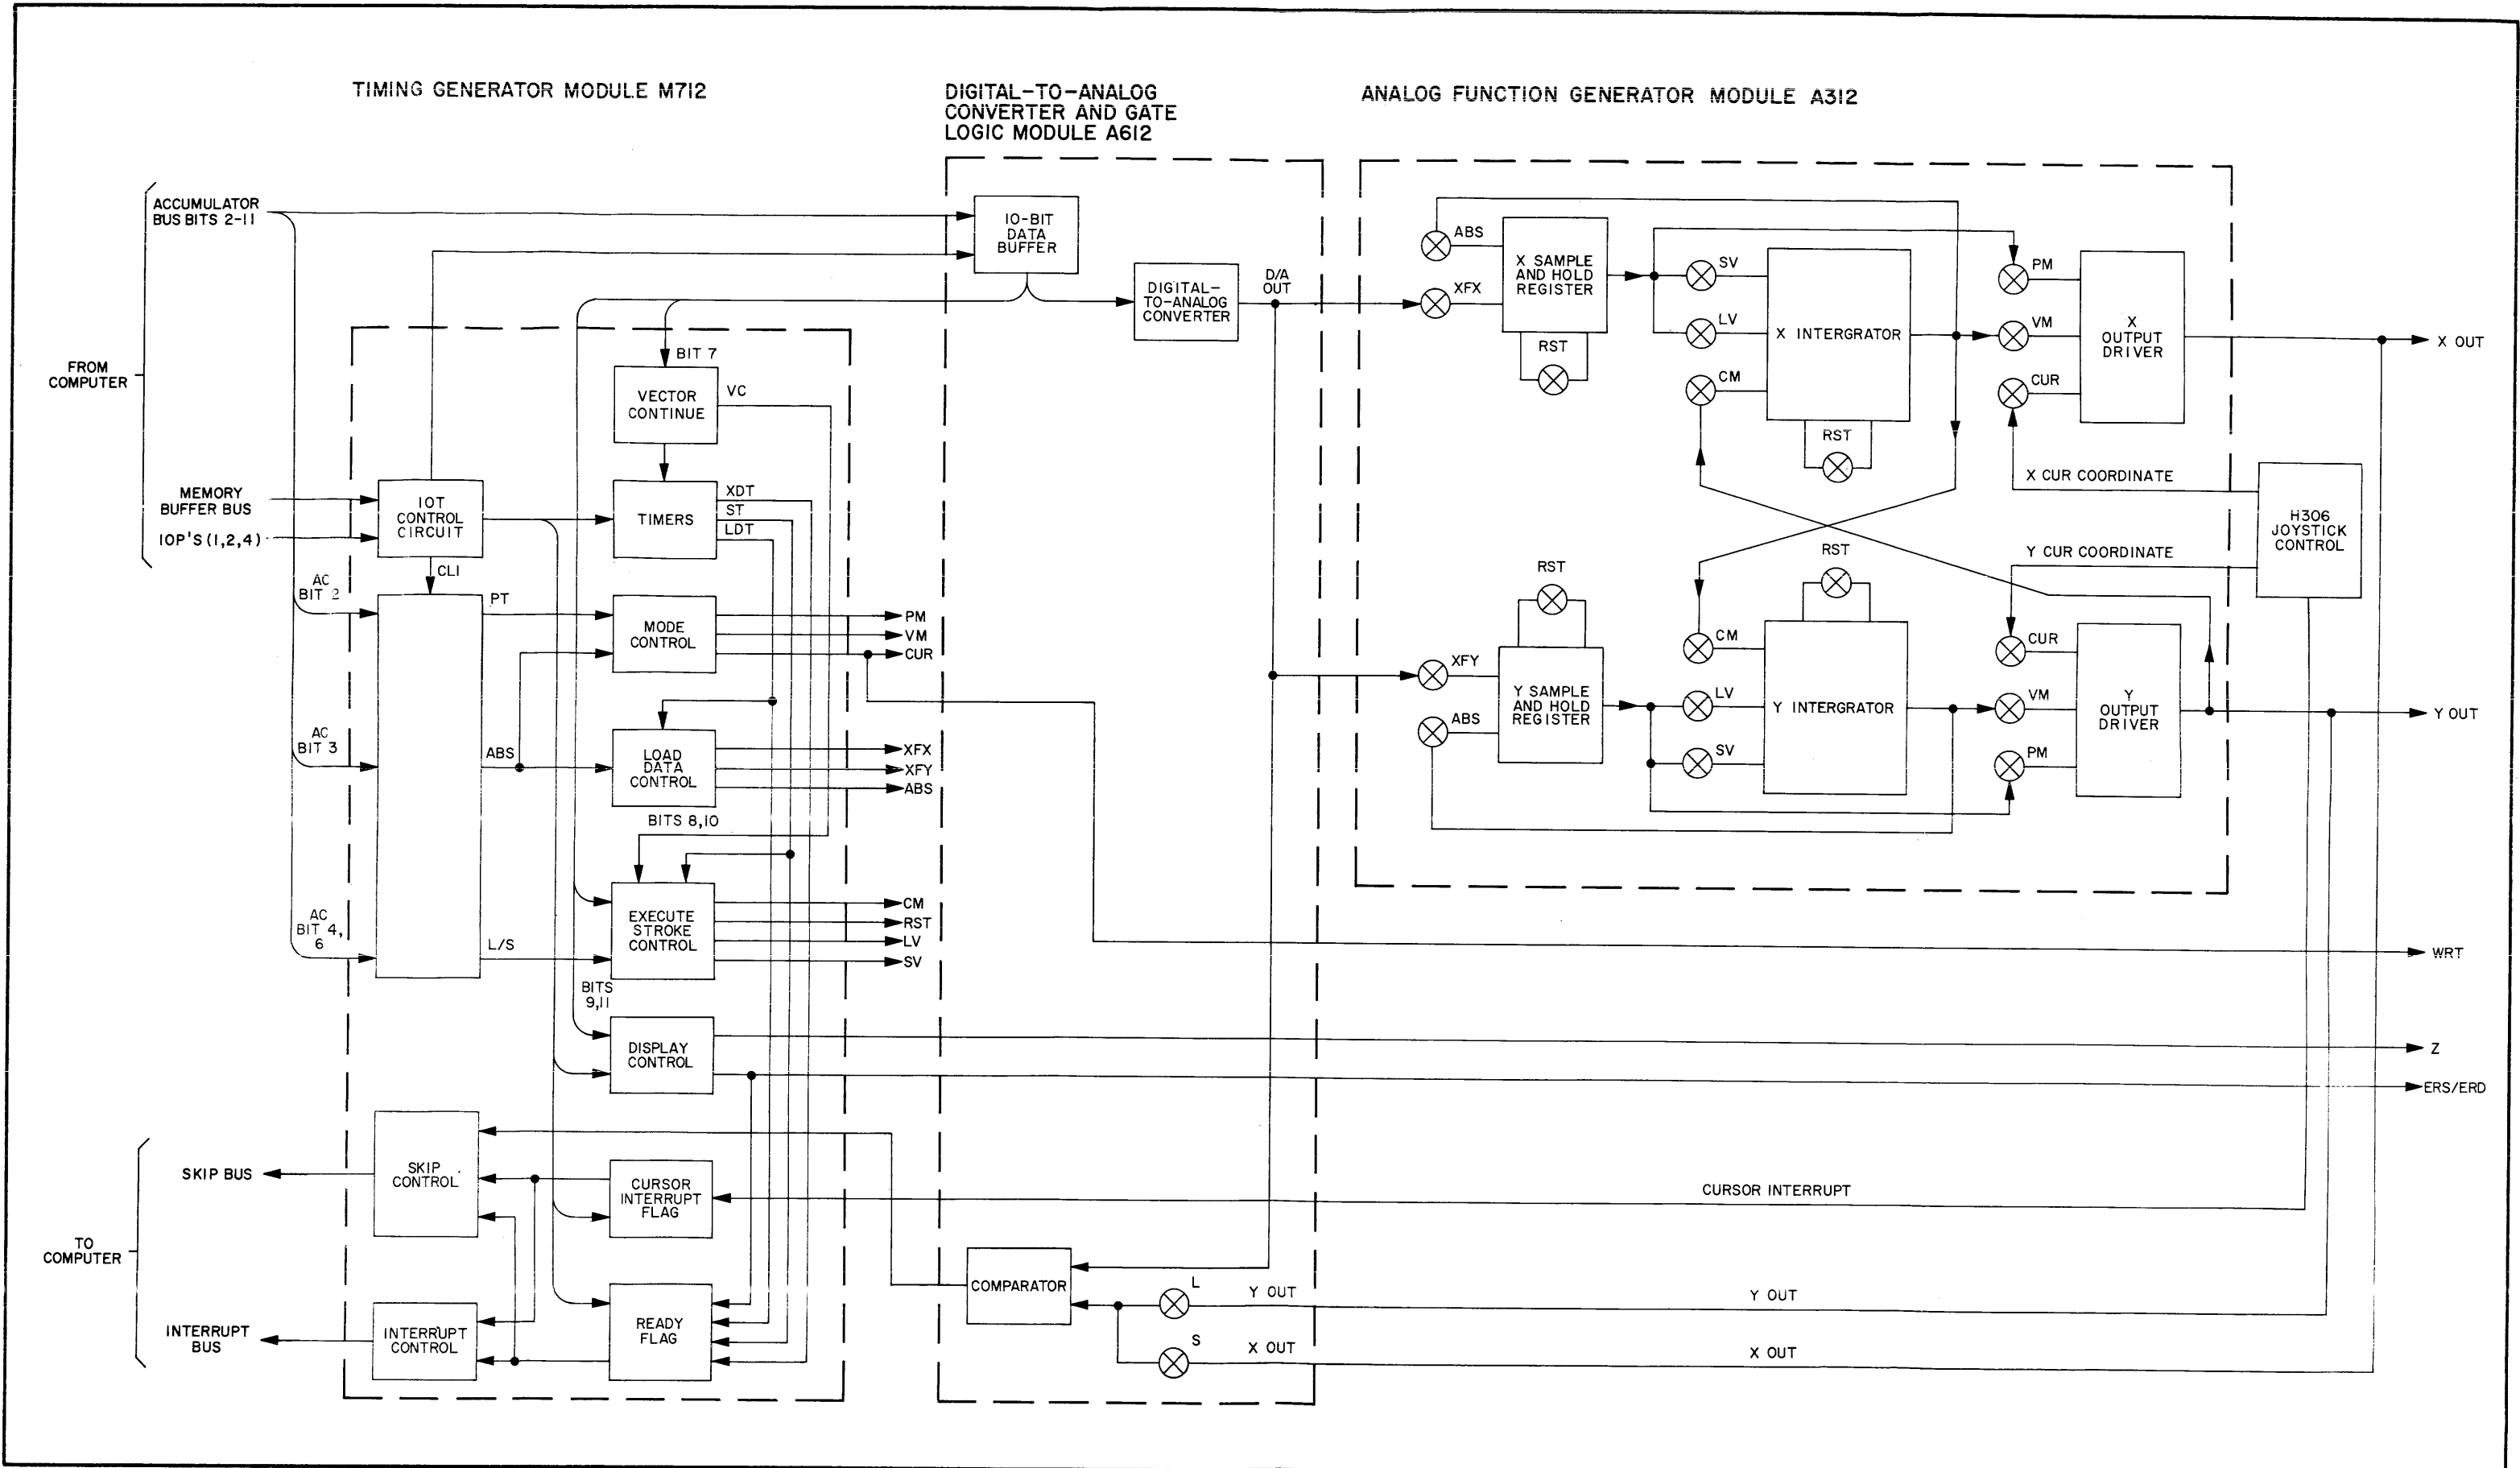 TIMING GENERATOR MODULE M712
DIGITAL-TO-ANALOG
CONVERTER AND GATE
LOGIC MODULE A612
ANALOG FUNCTION GENERATOR MODULE A312
FROM
COMPUTER
ACCUMULATOR
BUS BITS 2-11
MEMORY
BUFFER BUS
IOP'S (1,2,4)
AC
BIT 2
AC
BIT 3
AC
BIT 4,
6
IOT
CONTROL
CIRCUIT
CLI
PT
ABS
L/S
BIT 7
VECTOR
CONTINUE
VC
TIMERS
XDT
ST
LDT
MODE
CONTROL
PM
VM
CUR
LOAD
DATA
CONTROL
XFX
XFY
ABS
BITS 8,10
EXECUTE
STROKE
CONTROL
CM
RST
LV
SV
BITS
9,11
DISPLAY
CONTROL
TO
COMPUTER
SKIP BUS
INTERRUPT
BUS
SKIP
CONTROL
INTERRUPT
CONTROL
CURSOR
INTERRUPT
FLAG
READY
FLAG
10-BIT
DATA
BUFFER
DIGITAL-
TO-ANALOG
CONVERTER
D/A
OUT
COMPARATOR
L
Y OUT
S
X OUT
ABS
XFX
X SAMPLE
AND HOLD
REGISTER
RST
SV
LV
CM
X INTERGRATOR
RST
PM
VM
CUR
X
OUTPUT
DRIVER
X OUT
X CUR COORDINATE
H306
JOYSTICK
CONTROL
Y CUR COORDINATE
RST
XFY
ABS
Y SAMPLE
AND HOLD
REGISTER
RST
CM
LV
SV
Y INTERGRATOR
CUR
VM
PM
Y
OUTPUT
DRIVER
Y OUT
WRT
Z
ERS/ERD
CURSOR INTERRUPT
Y OUT
X OUT